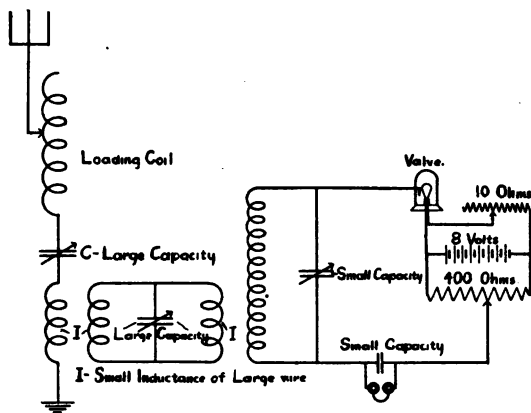 Loading Coil
Valve.
10 Ohms
8 Volts
400 Ohms
C-Large Capacity
Small Capacity
I
Large Capacity
I
Small Capacity
I-Small Inductance of Large wire